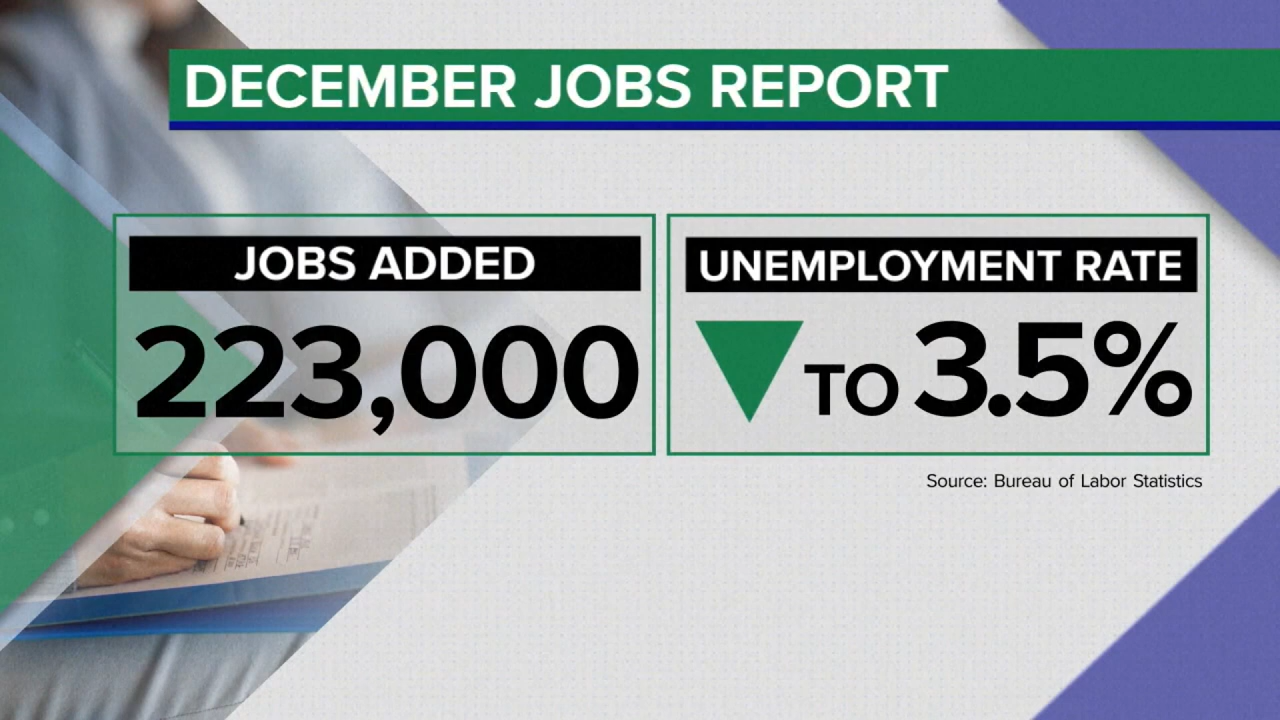 DECEMBER JOBS REPORT
JOBS ADDED
223,000
UNEMPLOYMENT RATE
TO 3.5%
Source: Bureau of Labor Statistics